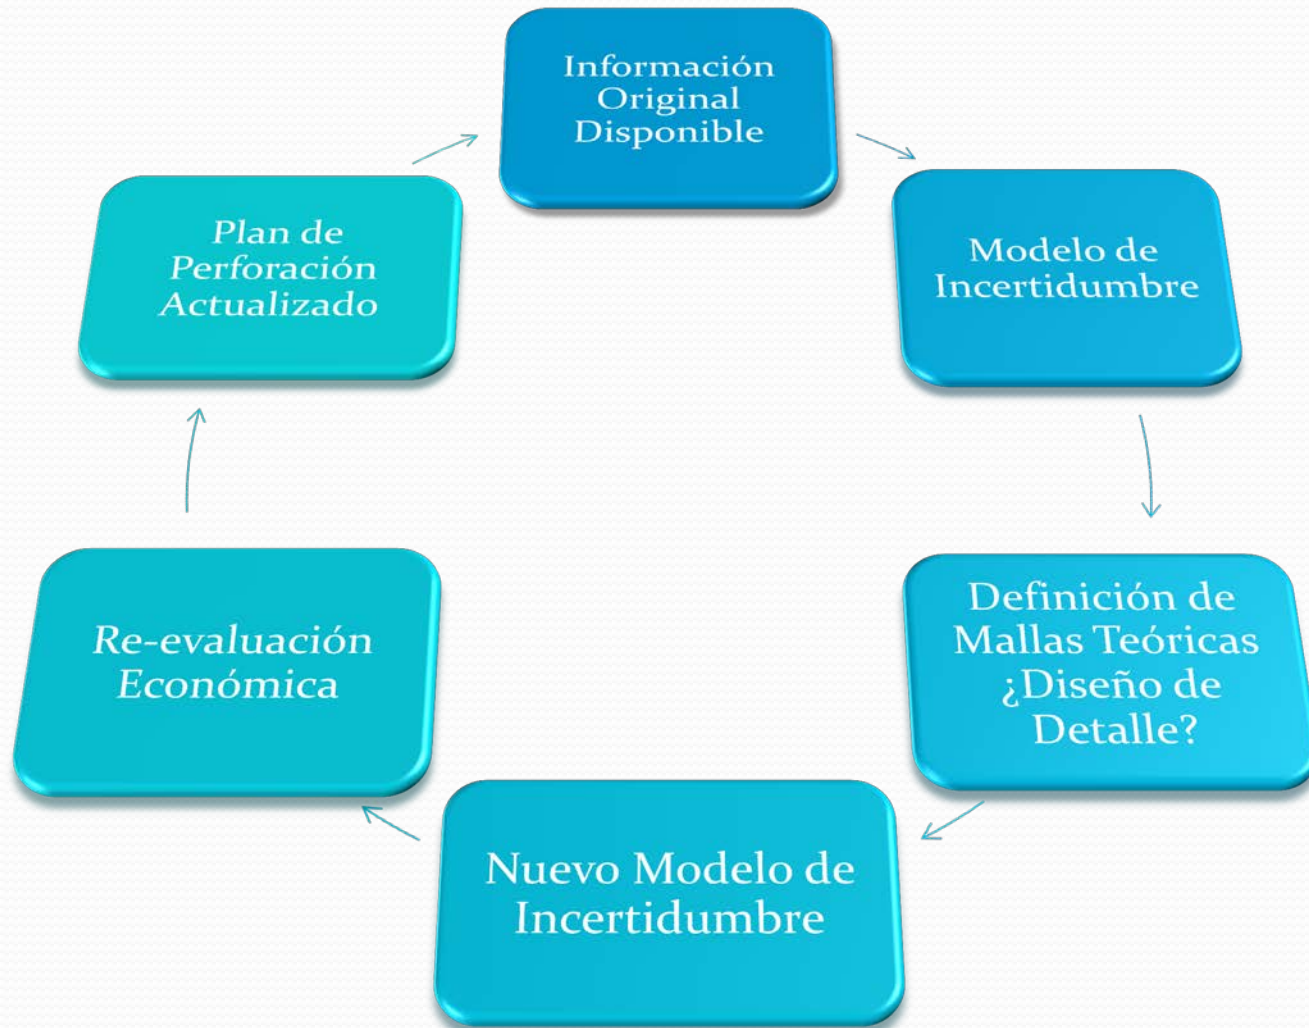 Información
Original
Disponible
Modelo de
Incertidumbre
Definición de
Mallas Teóricas
¿Diseño de
Detalle?
Nuevo Modelo de
Incertidumbre
Re-evaluación
Económica
Plan de
Perforación
Actualizado